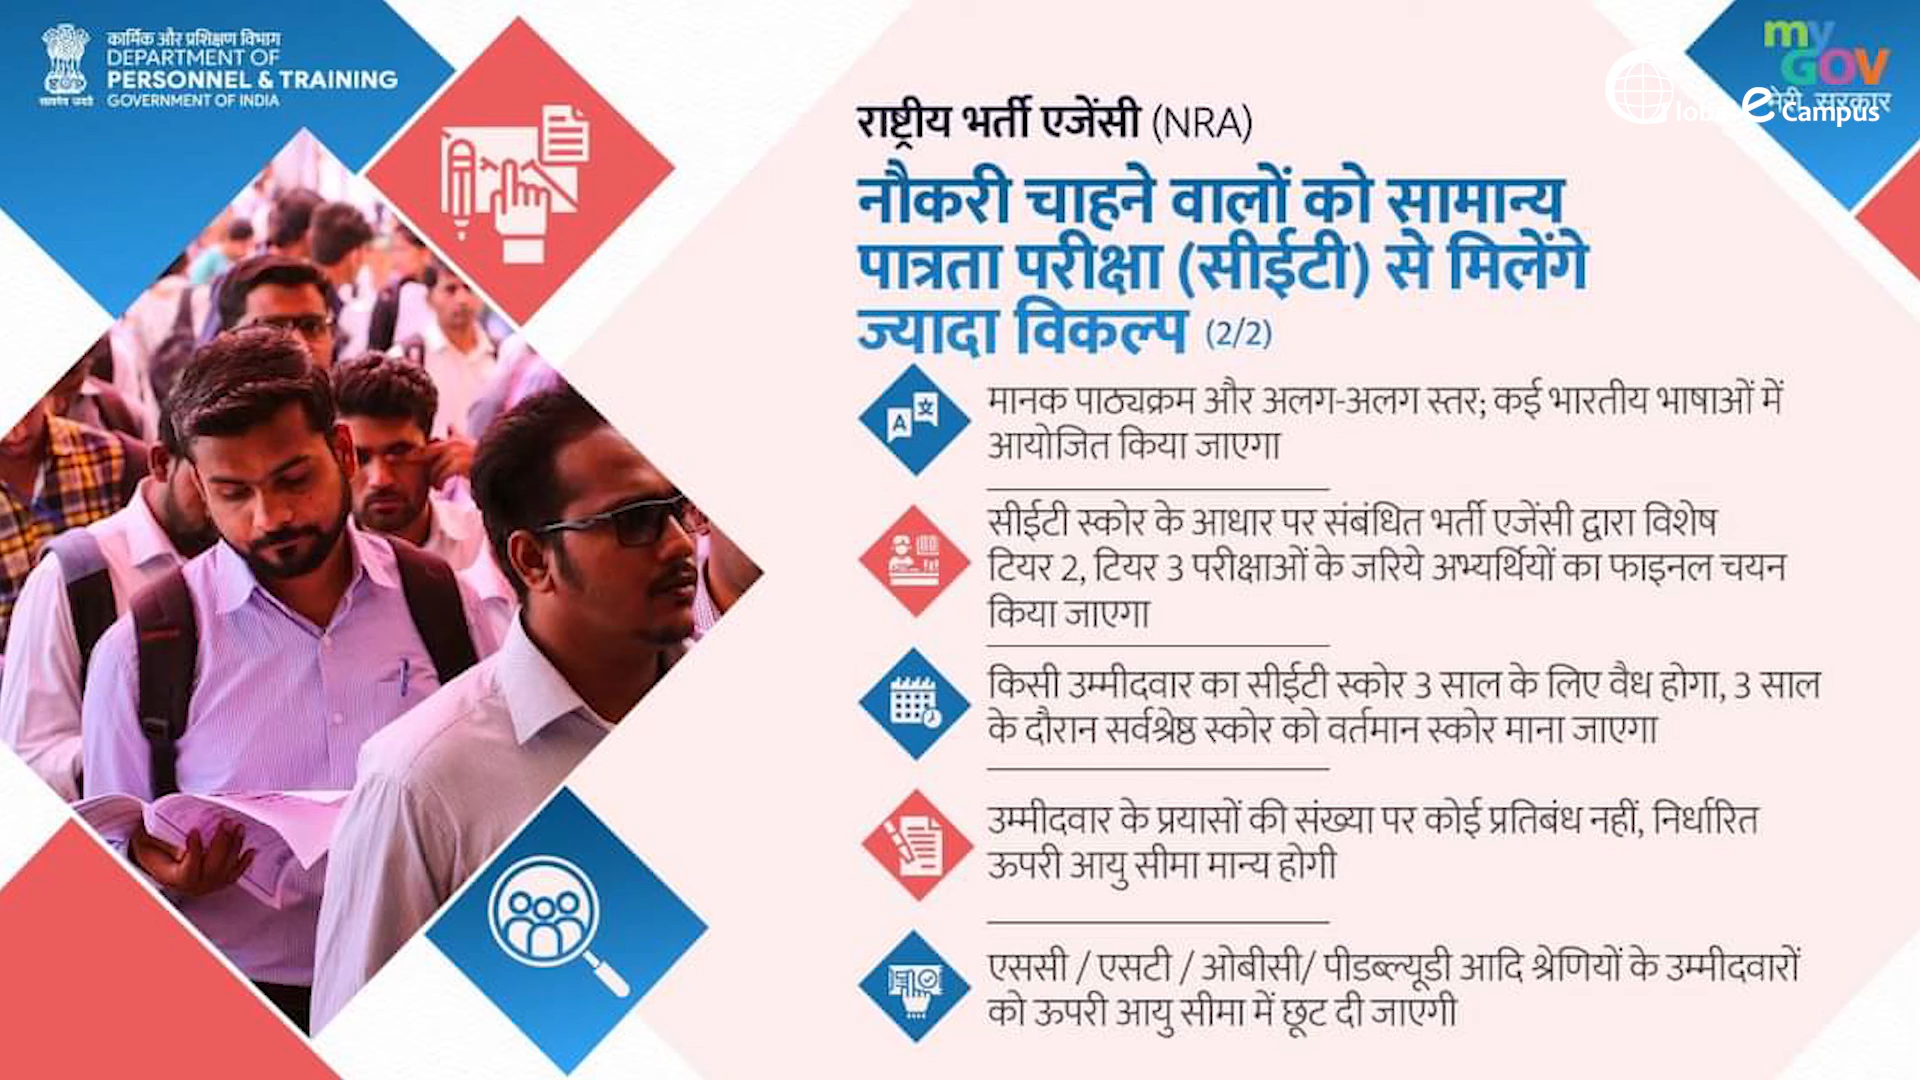 कार्मिक और प्रशिक्षण विभाग
DEPARTMENT OF
PERSONNEL & TRAINING
GOVERNMENT OF INDIA
सत्यमेव जयते
my
GOV
मेरी सरकार
e Campus
राष्ट्रीय भर्ती एजेंसी (NRA)
नौकरी चाहने वालों को सामान्य
पात्रता परीक्षा (सीईटी) से मिलेंगे
ज्यादा विकल्प (2/2)
मानक पाठ्यक्रम और अलग-अलग स्तर; कई भारतीय भाषाओं में
आयोजित किया जाएगा
सीईटी स्कोर के आधार पर संबंधित भर्ती एजेंसी द्वारा विशेष
टियर 2, टियर 3 परीक्षाओं के जरिये अभ्यर्थियों का फाइनल चयन
किया जाएगा
किसी उम्मीदवार का सीईटी स्कोर 3 साल के लिए वैध होगा, 3 साल
के दौरान सर्वश्रेष्ठ स्कोर को वर्तमान स्कोर माना जाएगा
उम्मीदवार के प्रयासों की संख्या पर कोई प्रतिबंध नहीं, निर्धारित
ऊपरी आयु सीमा मान्य होगी
एससी / एसटी / ओबीसी/ पीडब्ल्यूडी आदि श्रेणियों के उम्मीदवारों
को ऊपरी आयु सीमा में छूट दी जाएगी